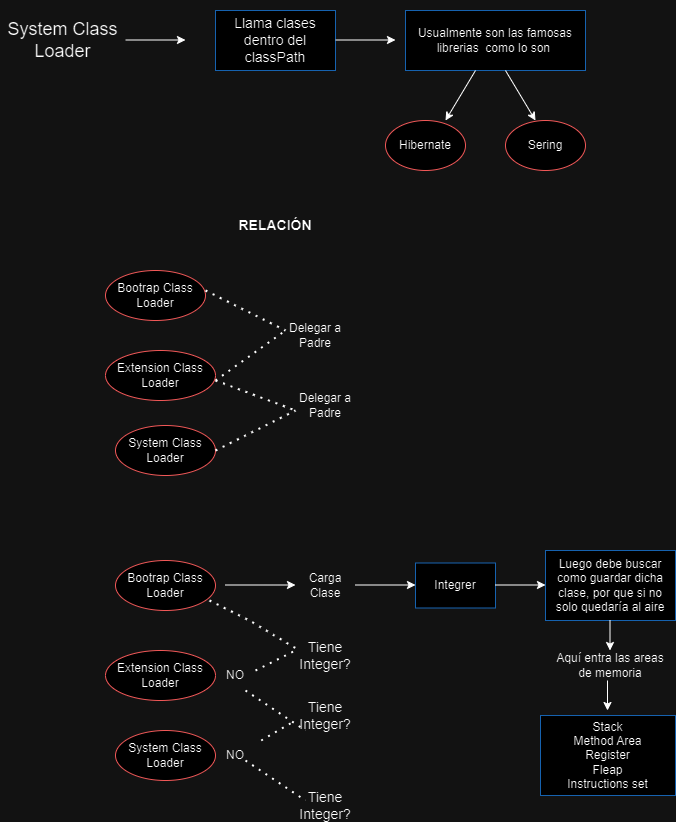 System Class
Loader
Llama clases
dentro del
classPath
Usualmente son las famosas
librerias como lo son
Hibernate
Sering
RELACIÓN
Bootrap Class
Loader
Delegar a
Padre
Extension Class
Loader
Delegar a
Padre
System Class
Loader
Bootrap Class
Loader
Carga
Clase
Integrer
Luego debe buscar
como guardar dicha
clase, por que si no
solo quedaría al aire
Tiene
Integer?
Aquí entra las areas
de memoria
Extension Class
Loader
NO
Tiene
Integer?
System Class
Loader
NO
Stack
Method Area
Register
Fleap
Instructions set
Tiene
Integer?